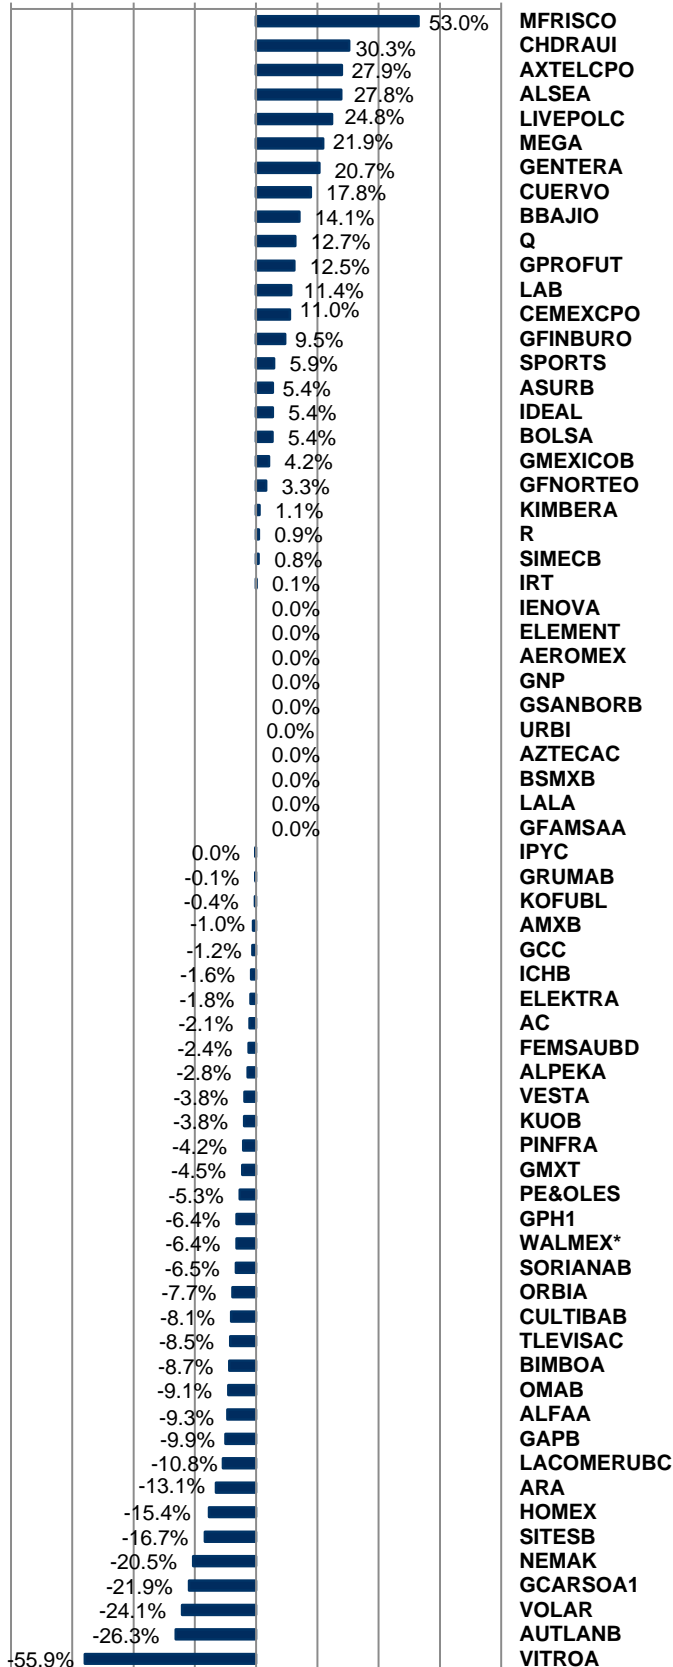 53.0% MFRISCO
30.3% CHDRAUI
27.9% AXTELCPO
27.8% ALSEA
24.8% LIVEPOLC
21.9% MEGA
20.7% GENTERA
17.8% CUERVO
14.1% BBAJIO
12.7% Q
12.5% GPROFUT
11.4% LAB
11.0% CEMEXCPO
9.5% GFINBURO
5.9% SPORTS
5.4% ASURB
5.4% IDEAL
5.4% BOLSA
4.2% GMEXICOB
3.3% GFNORTEO
1.1% KIMBERA
0.9% R
0.8% SIMECB
0.1% IRT
0.0% IENOVA
0.0% ELEMENT
0.0% AEROMEX
0.0% GNP
0.0% GSANBORB
0.0% URBI
0.0% AZTECAC
0.0% BSMXB
0.0% LALA
0.0% GFAMSAA
0.0% IPYC
-0.1% GRUMAB
-0.4% KOFUBL
-1.0% AMXB
-1.2% GCC
-1.6% ICHB
-1.8% ELEKTRA
-2.1% AC
-2.4% FEMSAUBD
-2.8% ALPEKA
-3.8% VESTA
-3.8% KUOB
-4.2% PINFRA
-4.5% GMXT
-5.3% PE&OLES
-6.4% GPH1
-6.4% WALMEX*
-6.5% SORIANAB
-7.7% ORBIA
-8.1% CULTIBAB
-8.5% TLEVISAC
-8.7% BIMBOA
-9.1% OMAB
-9.3% ALFAA
-9.9% GAPB
-10.8% LACOMERUBC
-13.1% ARA
-15.4% HOMEX
-16.7% SITESB
-20.5% NEMAK
-21.9% GCARSOA1
-24.1% VOLAR
-26.3% AUTLANB
-55.9% VITROA